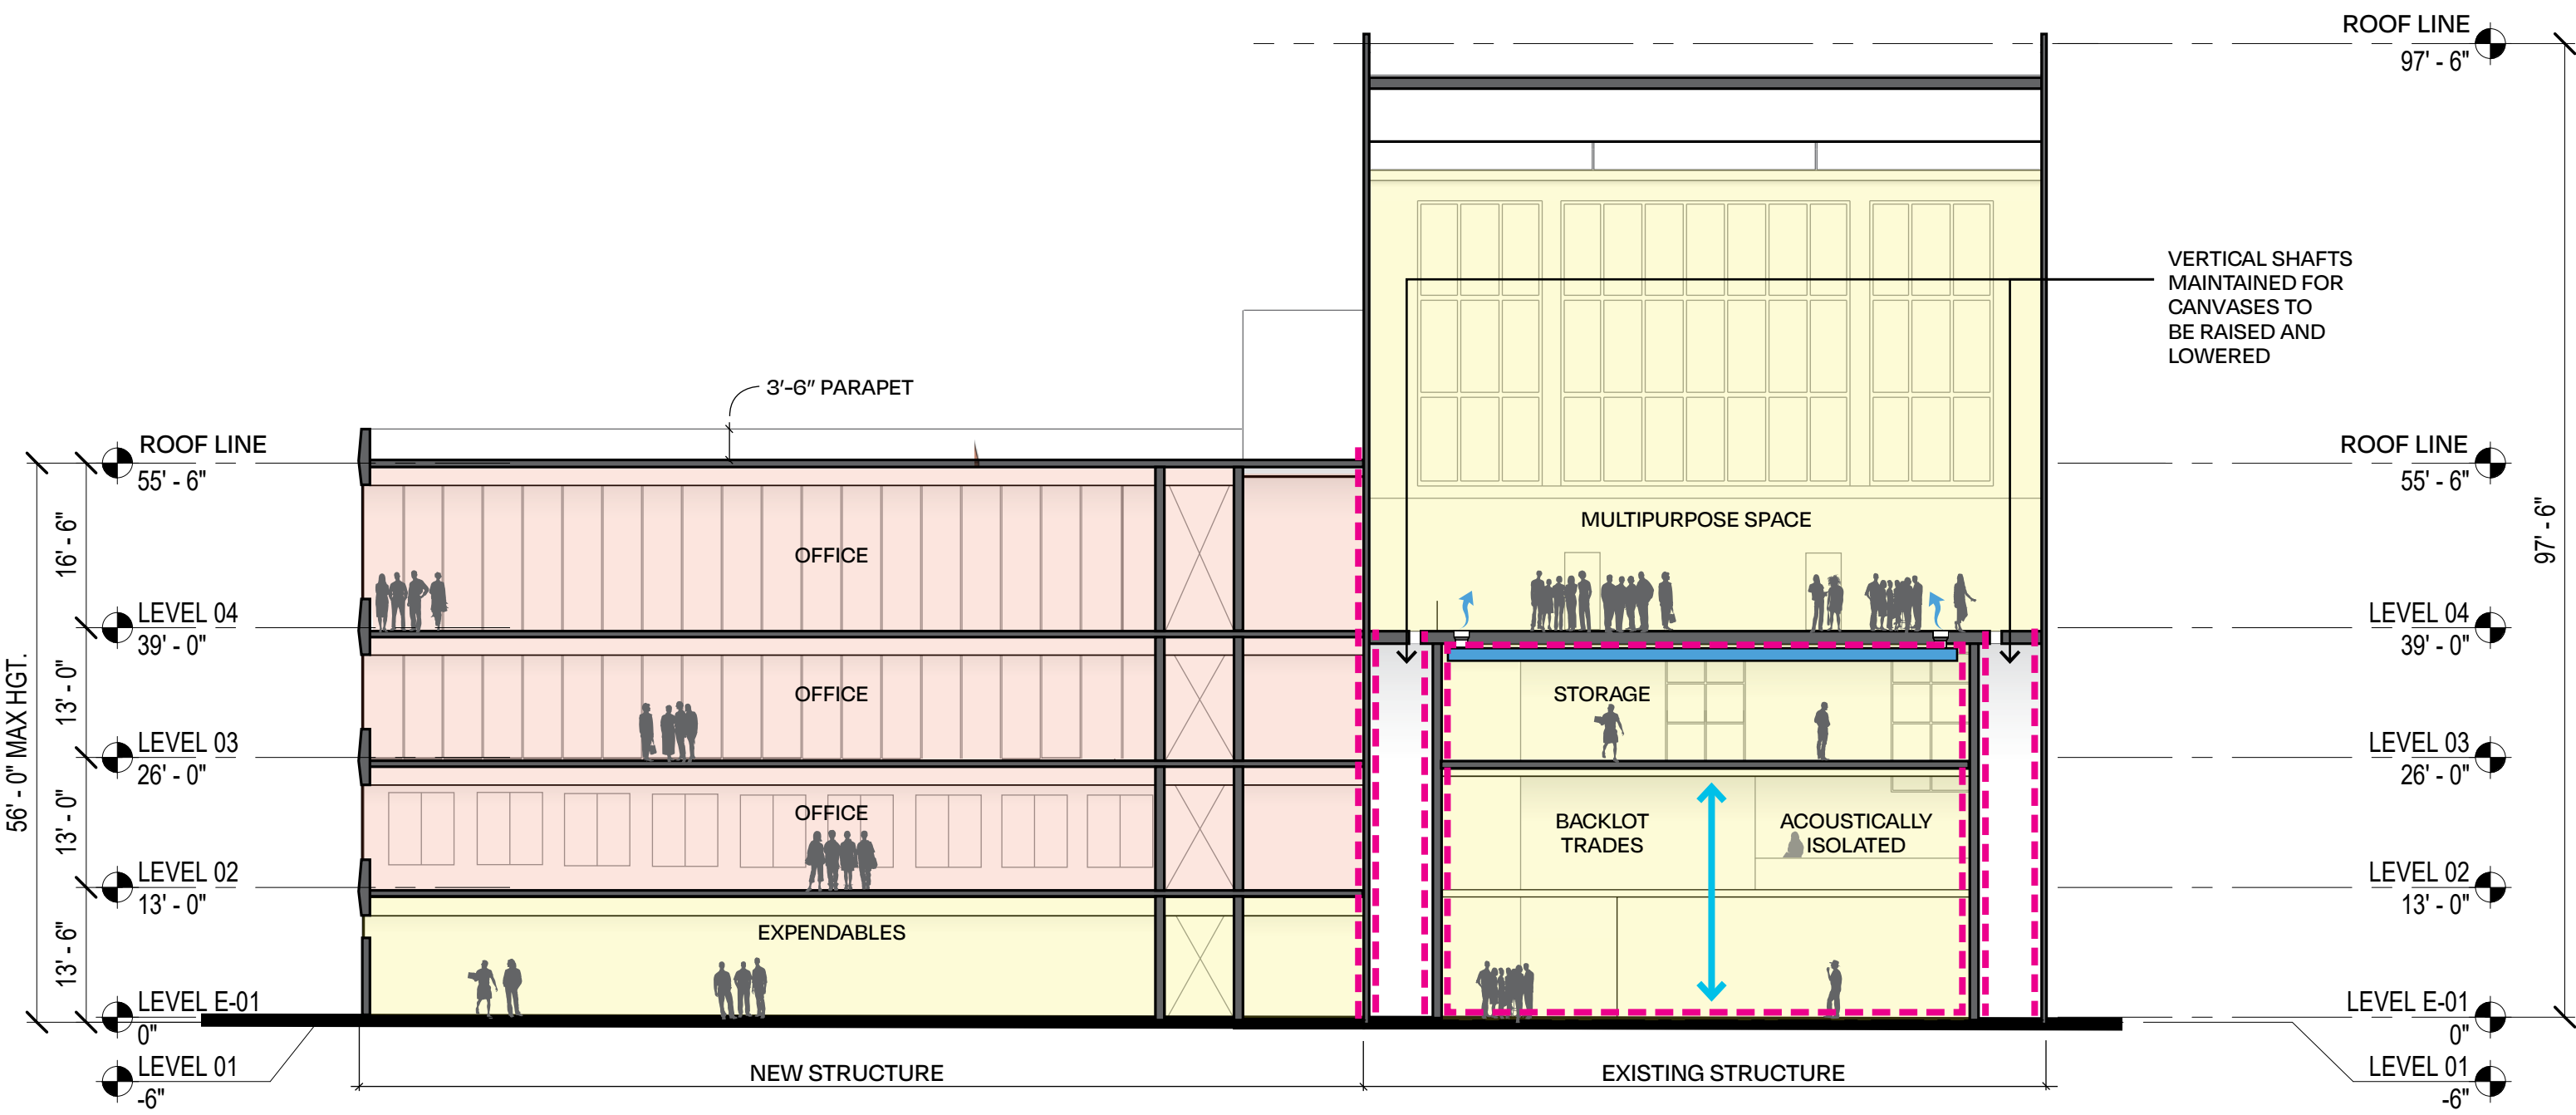 ROOF LINE
97' - 6"
VERTICAL SHAFTS
MAINTAINED FOR
CANVASES TO
BE RAISED AND
LOWERED
3'-6" PARAPET
ROOF LINE
55' - 6"
ROOF LINE
55' - 6"
16' - 6"
OFFICE
MULTIPURPOSE SPACE
97' - 6"
LEVEL 04
39' - 0"
LEVEL 04
39' - 0"
56' - 0" MAX HGT.
13' - 0"
OFFICE
STORAGE
LEVEL 03
26' - 0"
LEVEL 03
26' - 0"
13' - 0"
OFFICE
BACKLOT
TRADES
ACOUSTICALLY
ISOLATED
LEVEL 02
13' - 0"
LEVEL 02
13' - 0"
13' - 6"
EXPENDABLES
LEVEL E-01
0"
LEVEL E-01
0"
LEVEL 01
-6"
NEW STRUCTURE
EXISTING STRUCTURE
LEVEL 01
-6"